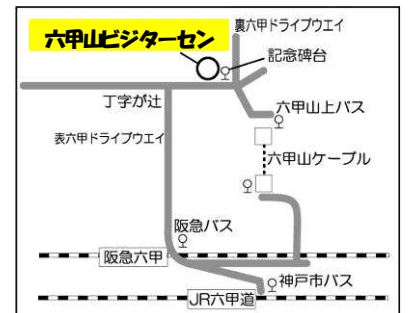 裏六甲ドライブウエイ
六甲山ビジターセン
記念碑台
丁字が辻
六甲山上バス
表六甲ドライブウエイ
六甲山ケーブル
阪急バス
阪急六甲
神戸市バス
JR六甲道